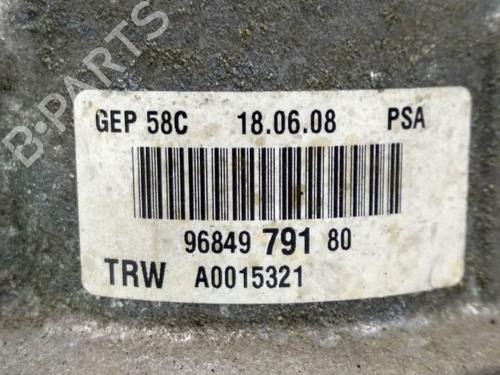 B-PARTS
GEP 58C 18.06.08 PSA
96849 791 80
TRW A0015321